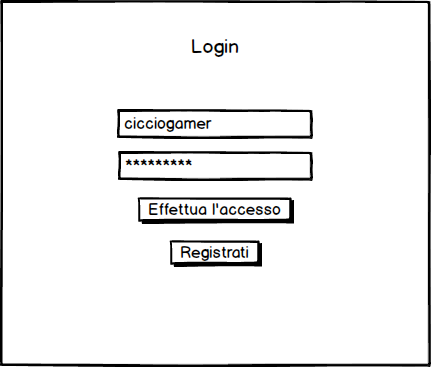 Login
cicciogamer
*********
Effettua l'accesso
Registrati